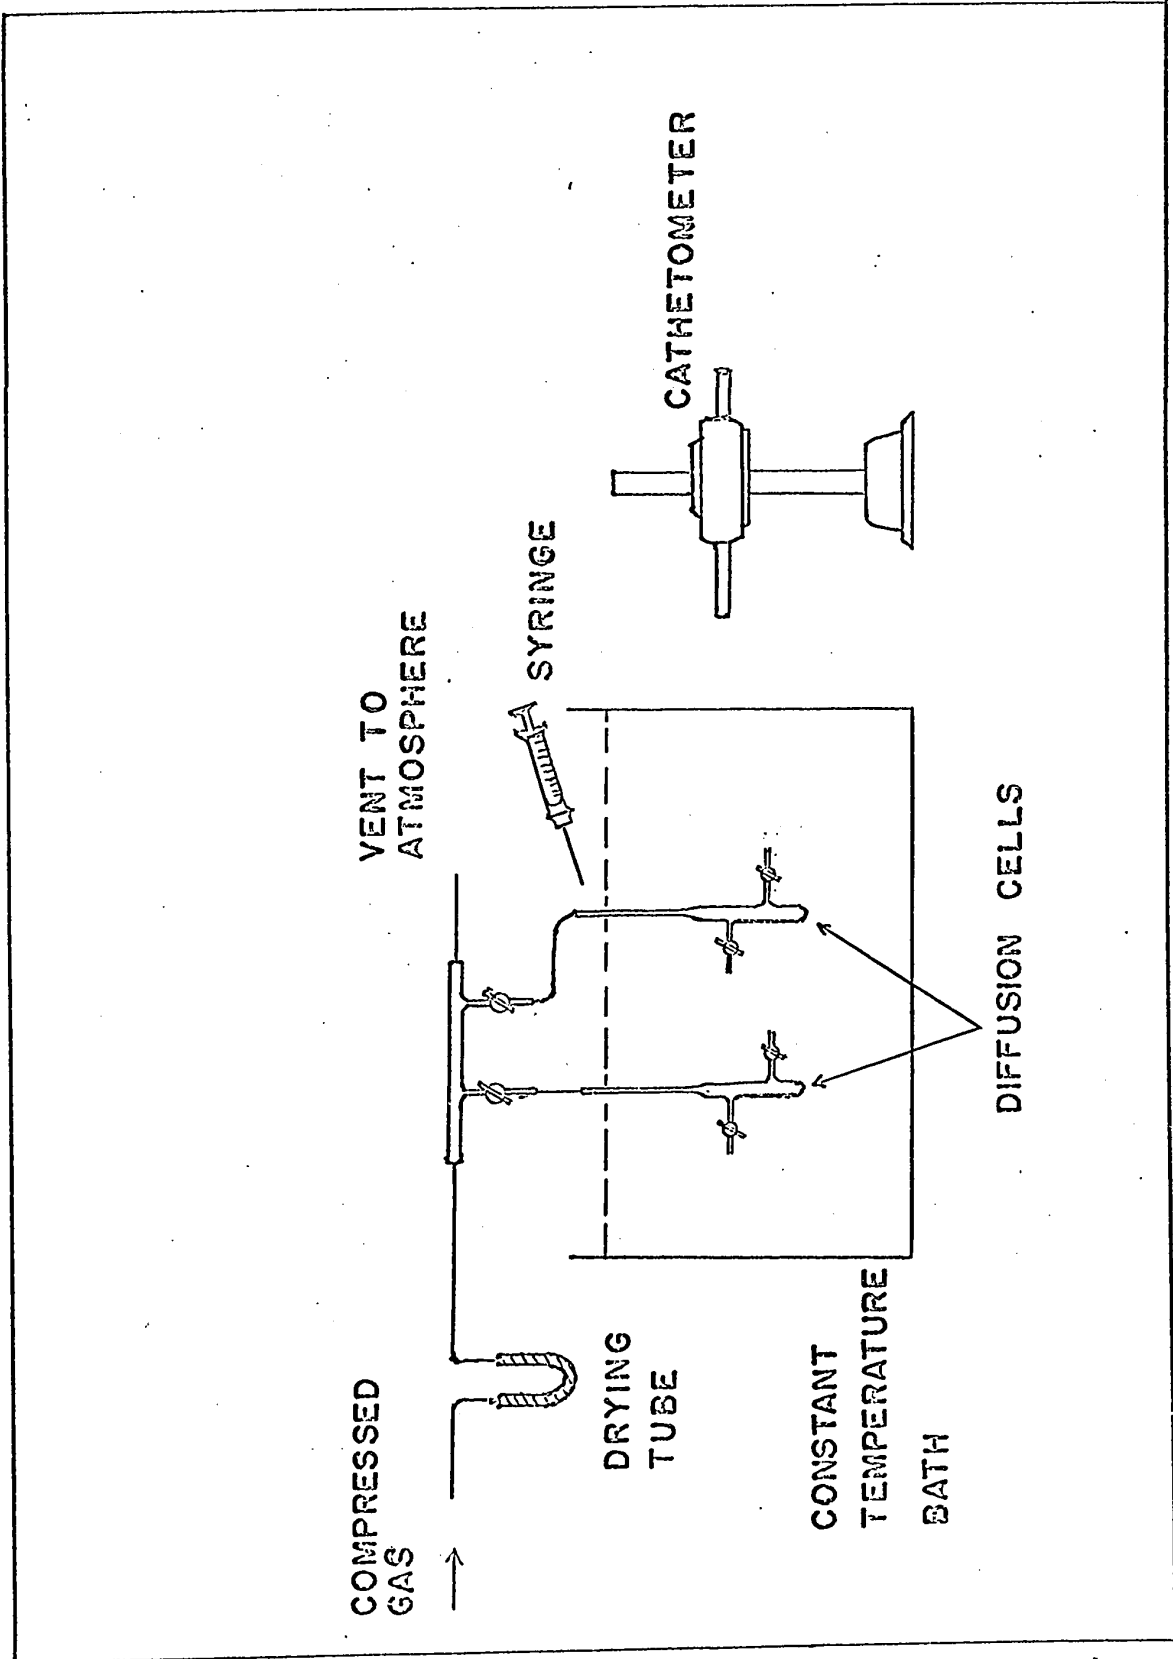 COMPRESSED
GAS
VENT TO
ATMOSPHERE
SYRINGE
CATHETOMETER
DRYING
TUBE
CONSTANT
TEMPERATURE
BATH
DIFFUSION CELLS